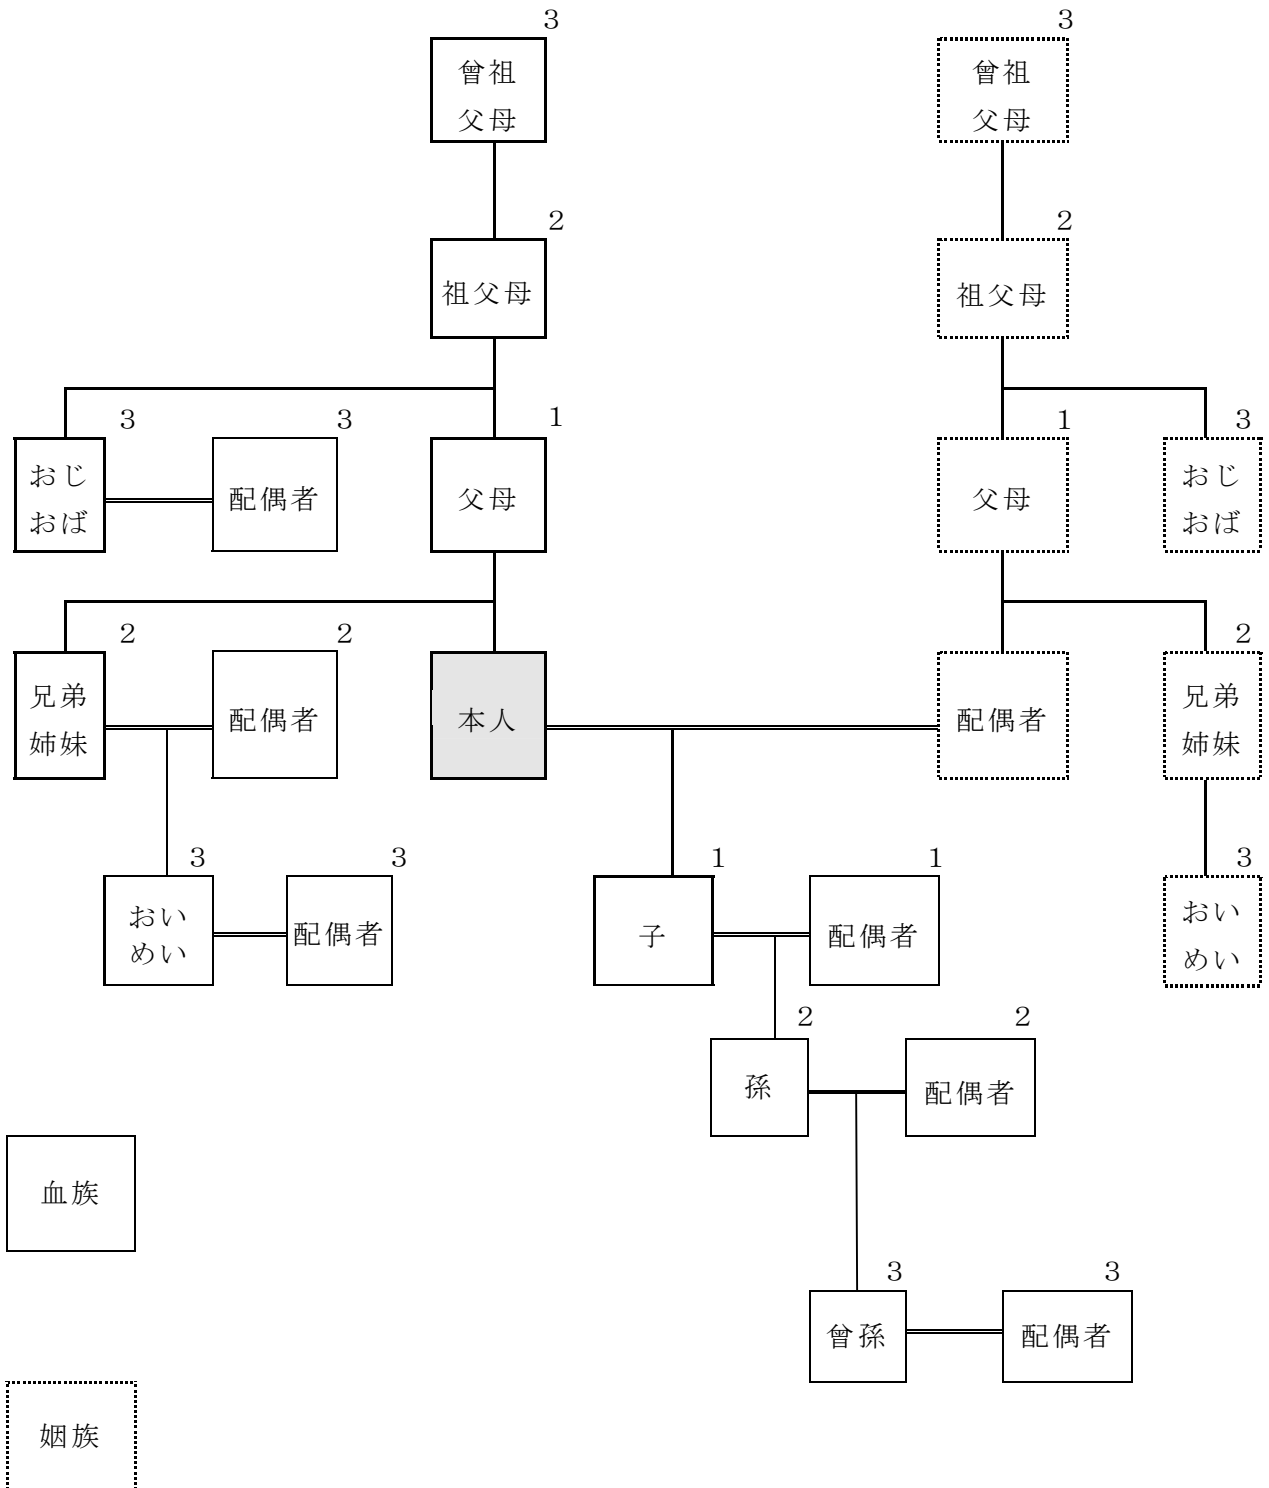 3
3
曾祖
父母
曾祖
父母
2
2
祖父母
祖父母
3
3
1
1
3
おじ
おば
配偶者
父母
父母
おじ
おば
2
2
2
兄弟
姉妹
配偶者
本人
配偶者
兄弟
姉妹
3
3
1
1
3
おい
めい
配偶者
子
配偶者
おい
めい
2
2
孫
配偶者
血族
3
3
曾孫
配偶者
姻族